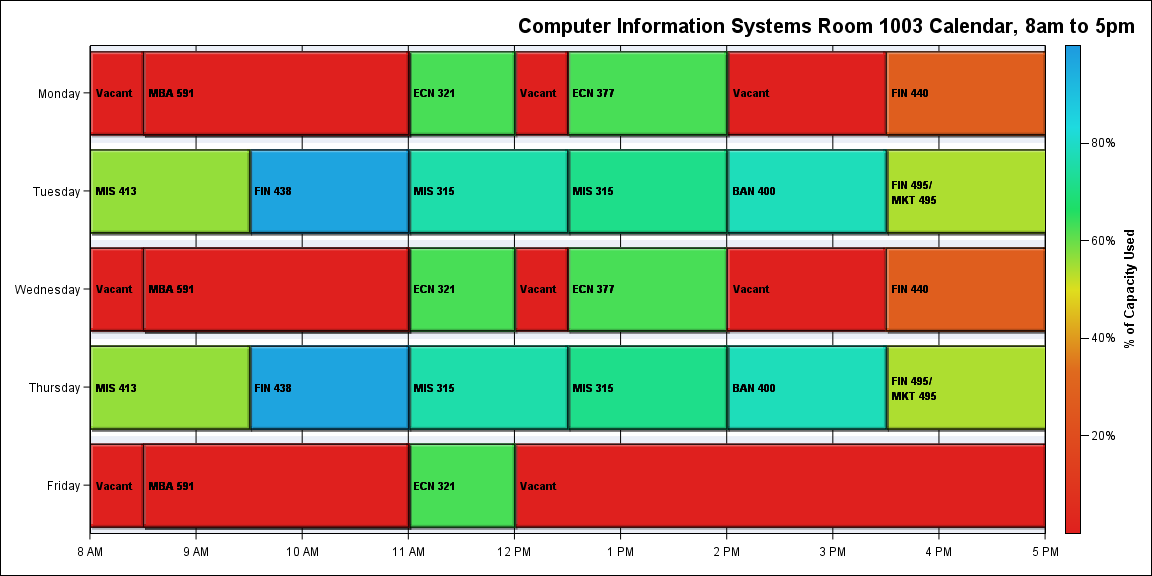 Computer Information Systems Room 1003 Calendar, 8am to 5pm
Monday
Vacant
MBA 591
ECN 321
Vacant
ECN 377
Vacant
FIN 440
Tuesday
MIS 413
FIN 438
MIS 315
MIS 315
BAN 400
FIN 495/
MKT 495
Wednesday
Vacant
MBA 591
ECN 321
Vacant
ECN 377
Vacant
FIN 440
Thursday
MIS 413
FIN 438
MIS 315
MIS 315
BAN 400
FIN 495/
MKT 495
Friday
Vacant
MBA 591
ECN 321
Vacant
8 AM
9 AM
10 AM
11 AM
12 PM
1 PM
2 PM
3 PM
4 PM
5 PM
80%
60%
40%
20%
% of Capacity Used